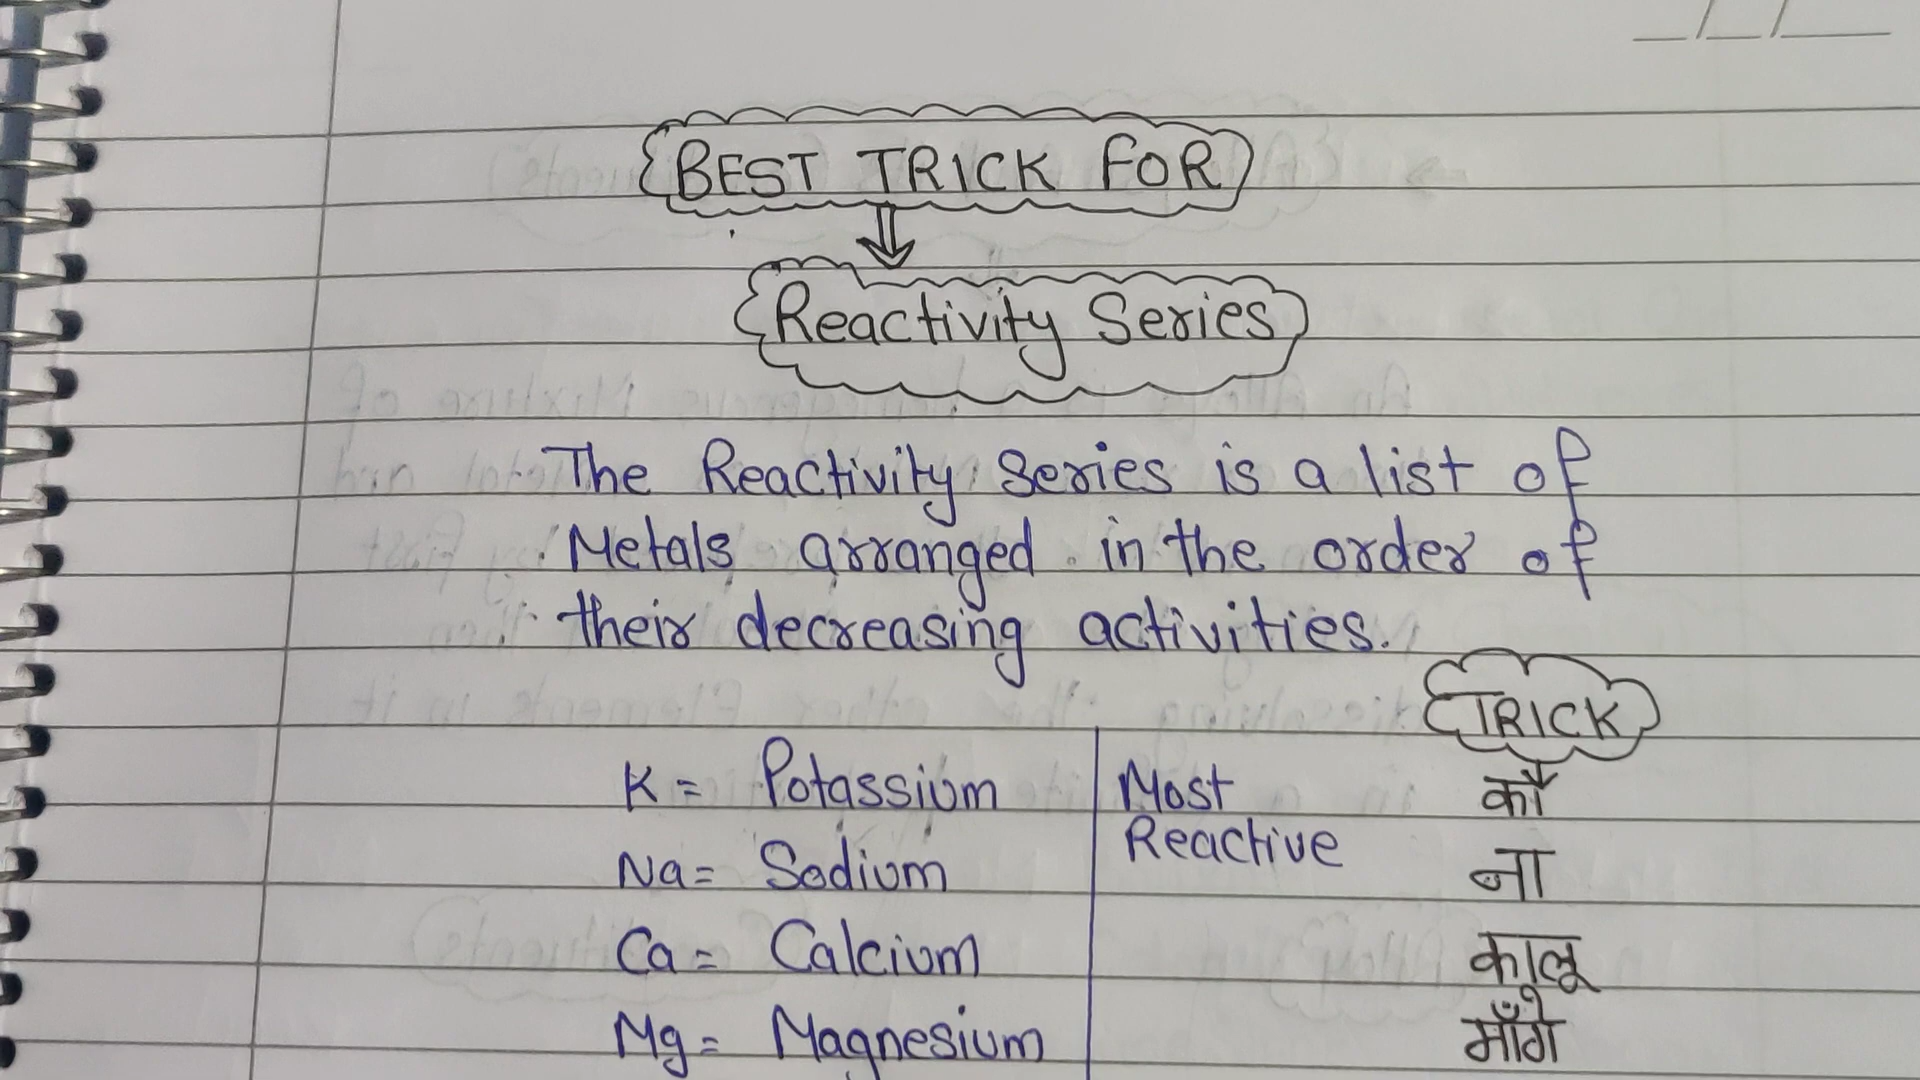 BEST TRICK FOR
Reactivity Series
The Reactivity Series is a list of
Metals arranged in the order of
their decreasing activities.
TRICK
K = Potassium Most Reactive का
Na = Sodium ना
Ca = Calcium कालू
Mg = Magnesium माँगे